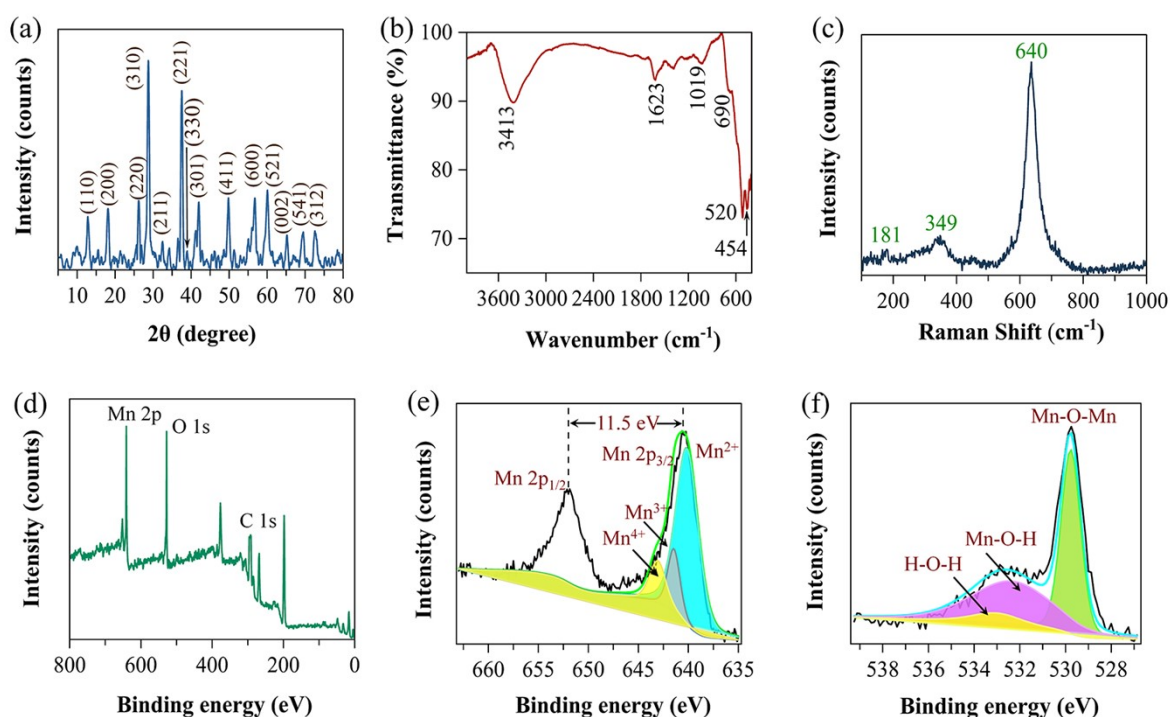 (a)
Intensity (counts)
(110)
(200)
(220)
(310)
(211)
(221)
(330)
(301)
(411)
(600)
(521)
(002)
(541)
(312)
10 20 30 40 50 60 70 80
2θ (degree)
(b)
Transmittance (%)
100
90
80
70
3413
1623
1019
690
520
454
3600 3000 1600 1200 600
Wavenumber (cm⁻¹)
(c)
Intensity (counts)
640
181
349
200 400 600 800 1000
Raman Shift (cm⁻¹)
(d)
Intensity (counts)
Mn 2p
O 1s
C 1s
800 600 400 200 0
Binding energy (eV)
(e)
Intensity (counts)
11.5 eV
Mn 2p₁/₂
Mn 2p₃/₂
Mn²⁺
Mn³⁺
Mn⁴⁺
660 655 650 645 640 635
Binding energy (eV)
(f)
Intensity (counts)
Mn-O-Mn
Mn-O-H
H-O-H
538 536 534 532 530 528
Binding energy (eV)